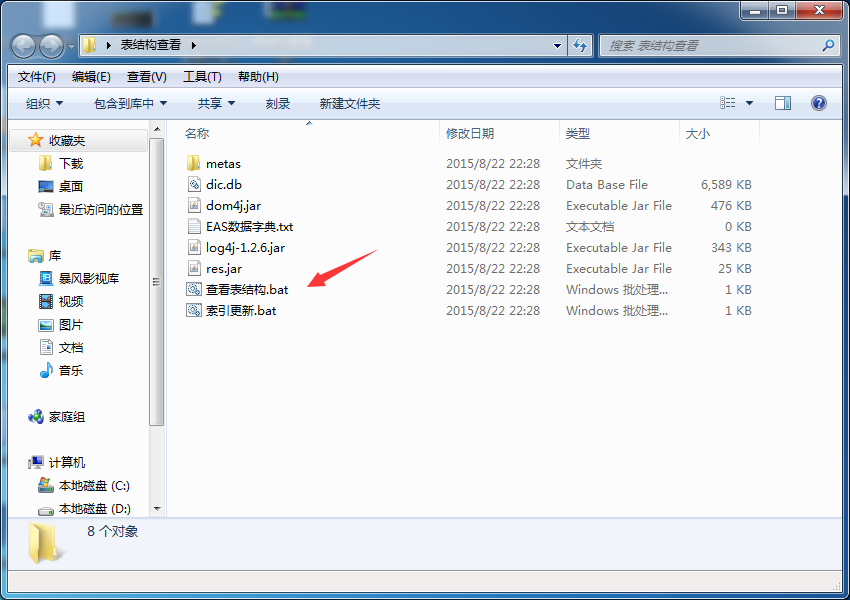 表结构查看
搜索 表结构查看
文件(F) 编辑(E) 查看(V) 工具(T) 帮助(H)
组织 包含到库中 共享 刻录 新建文件夹
收藏夹
下载
桌面
最近访问的位置
库
暴风影视库
视频
图片
文档
音乐
家庭组
计算机
本地磁盘 (C:)
本地磁盘 (D:)
名称 修改日期 类型 大小
metas 2015/8/22 22:28 文件夹
dic.db 2015/8/22 22:28 Data Base File 6,589 KB
dom4j.jar 2015/8/22 22:28 Executable Jar File 476 KB
EAS数据字典.txt 2015/8/22 22:28 文本文档 0 KB
log4j-1.2.6.jar 2015/8/22 22:28 Executable Jar File 343 KB
res.jar 2015/8/22 22:28 Executable Jar File 25 KB
查看表结构.bat 2015/8/22 22:28 Windows 批处理... 1 KB
索引更新.bat 2015/8/22 22:28 Windows 批处理... 1 KB
8 个对象